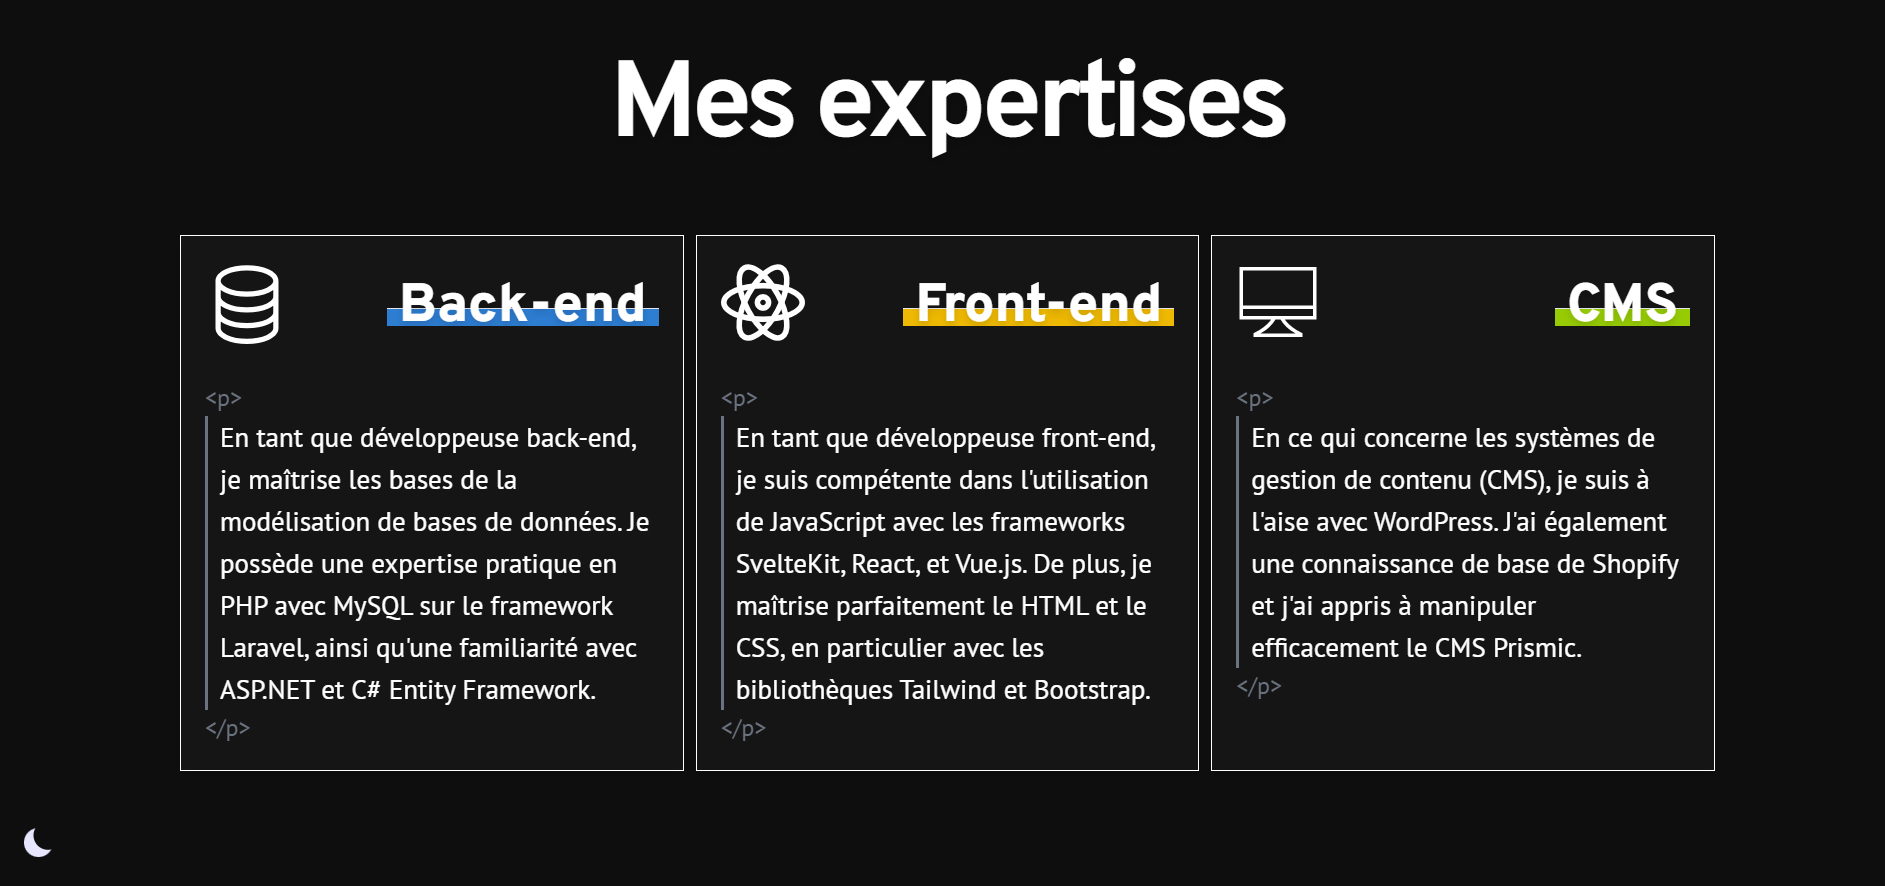 Mes expertises
Back-end
<p>
En tant que développeuse back-end,
je maîtrise les bases de la
modélisation de bases de données. Je
possède une expertise pratique en
PHP avec MySQL sur le framework
Laravel, ainsi qu'une familiarité avec
ASP.NET et C# Entity Framework.
</p>
Front-end
<p>
En tant que développeuse front-end,
je suis compétente dans l'utilisation
de JavaScript avec les frameworks
SvelteKit, React, et Vue.js. De plus, je
maîtrise parfaitement le HTML et le
CSS, en particulier avec les
bibliothèques Tailwind et Bootstrap.
</p>
CMS
<p>
En ce qui concerne les systèmes de
gestion de contenu (CMS), je suis à
l'aise avec WordPress. J'ai également
une connaissance de base de Shopify
et j'ai appris à manipuler
efficacement le CMS Prismic.
</p>